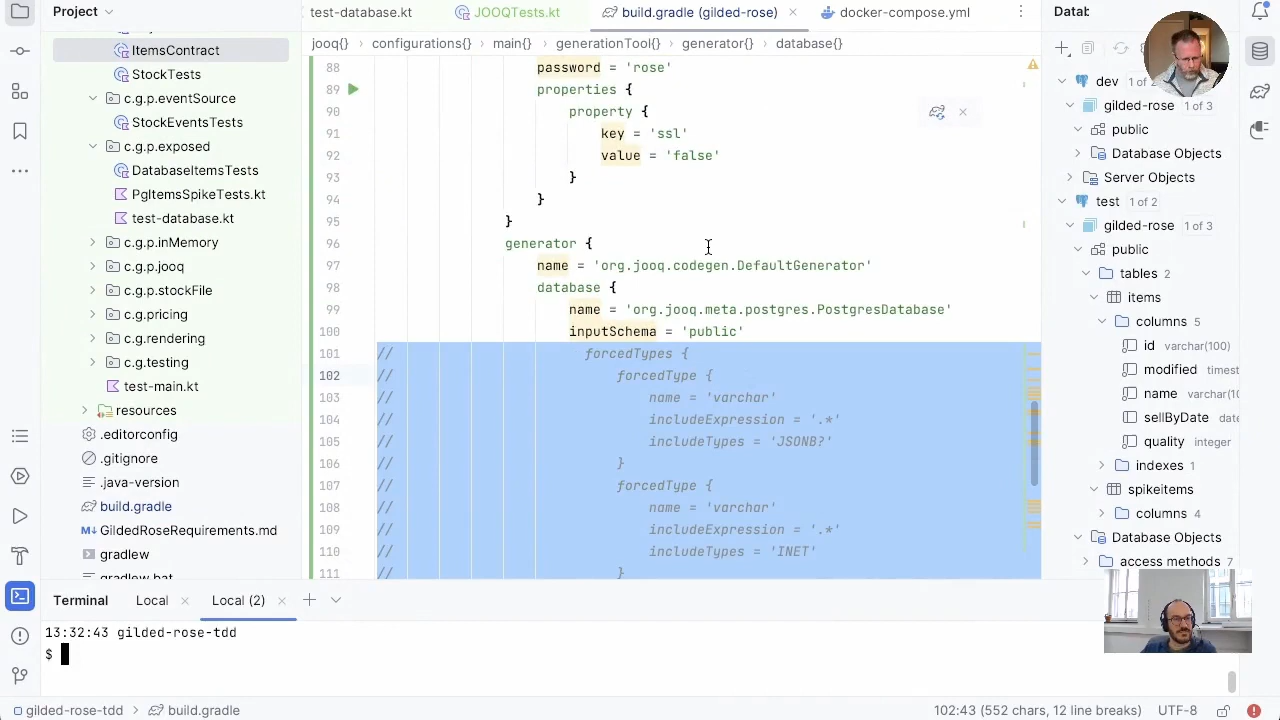 Project
test-database.kt
JOOQTests.kt
build.gradle (gilded-rose)
docker-compose.yml
jooq{} configurations{} main{} generationTool{} generator{} database{}
ItemsContract
StockTests
c.g.p.eventSource
StockEventsTests
c.g.p.exposed
DatabaseItemsTests
PgItemsSpikeTests.kt
test-database.kt
c.g.p.inMemory
c.g.p.jooq
c.g.p.stockFile
c.g.pricing
c.g.rendering
c.g.testing
test-main.kt
resources
.editorconfig
.gitignore
.java-version
build.gradle
GildedRoseRequirements.md
gradlew
gradlew.bat
88 password = 'rose'
89 properties {
90 property {
91 key = 'ssl'
92 value = 'false'
93 }
94 }
95 }
96 generator {
97 name = 'org.jooq.codegen.DefaultGenerator'
98 database {
99 name = 'org.jooq.meta.postgres.PostgresDatabase'
100 inputSchema = 'public'
101 // forcedTypes {
102 // forcedType {
103 // name = 'varchar'
104 // includeExpression = '.*'
105 // includeTypes = 'JSONB?'
106 // }
107 // forcedType {
108 // name = 'varchar'
109 // includeExpression = '.*'
110 // includeTypes = 'INET'
111 // }
dev 1 of 2
gilded-rose 1 of 3
public
Database Objects
Server Objects
test 1 of 2
gilded-rose 1 of 3
public
tables 2
items
columns 5
id varchar(100)
modified timest
name varchar(10
sellByDate date
quality integer
indexes 1
spikeitems
columns 4
Database Objects
access methods 7
Terminal Local Local (2)
13:32:43 gilded-rose-tdd
$
gilded-rose-tdd build.gradle
102:43 (552 chars, 12 line breaks) UTF-8